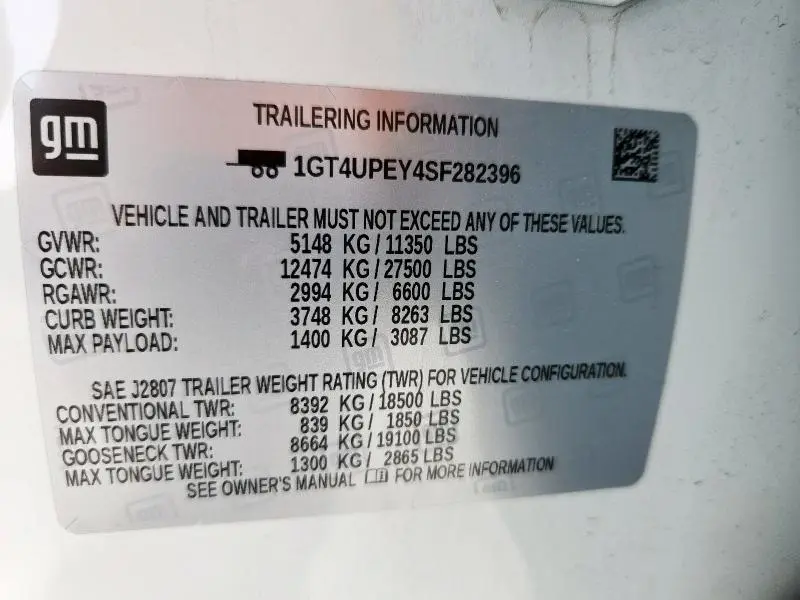 gm
TRAILERING INFORMATION
1GT4UPEY4SF282396
VEHICLE AND TRAILER MUST NOT EXCEED ANY OF THESE VALUES.
GVWR: 5148 KG / 11350 LBS
GCWR: 12474 KG / 27500 LBS
RGAWR: 2994 KG / 6600 LBS
CURB WEIGHT: 3748 KG / 8263 LBS
MAX PAYLOAD: 1400 KG / 3087 LBS
SAE J2807 TRAILER WEIGHT RATING (TWR) FOR VEHICLE CONFIGURATION.
CONVENTIONAL TWR: 8392 KG / 18500 LBS
MAX TONGUE WEIGHT: 839 KG / 1850 LBS
GOOSENECK TWR: 8664 KG / 19100 LBS
MAX TONGUE WEIGHT: 1300 KG / 2865 LBS
SEE OWNER'S MANUAL FOR MORE INFORMATION